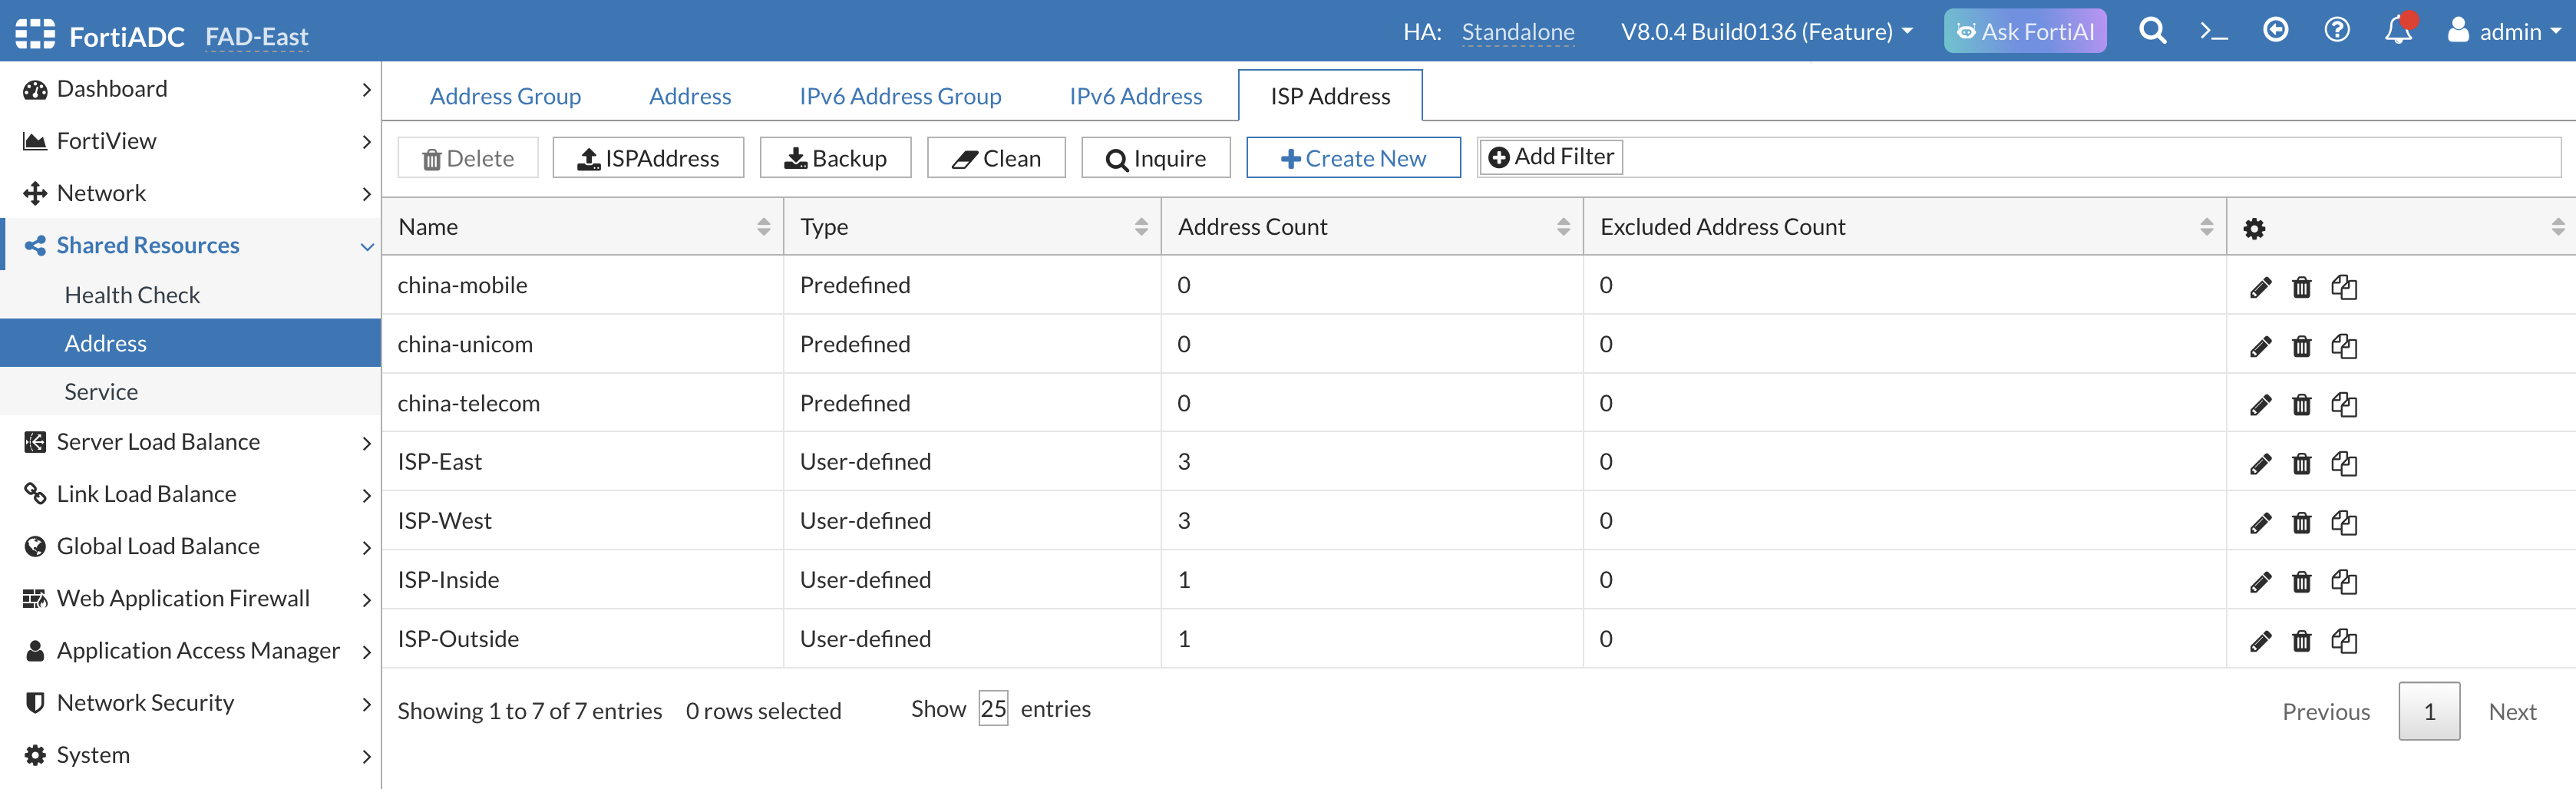 FortiADC FAD-East HA: Standalone V8.0.4 Build0136 (Feature) Ask FortiAI admin
Dashboard
FortiView
Network
Shared Resources
Health Check
Address
Service
Server Load Balance
Link Load Balance
Global Load Balance
Web Application Firewall
Application Access Manager
Network Security
System
Address Group Address IPv6 Address Group IPv6 Address ISP Address
Delete ISPAddress Backup Clean Inquire Create New Add Filter
Name Type Address Count Excluded Address Count
china-mobile Predefined 0 0
china-unicom Predefined 0 0
china-telecom Predefined 0 0
ISP-East User-defined 3 0
ISP-West User-defined 3 0
ISP-Inside User-defined 1 0
ISP-Outside User-defined 1 0
Showing 1 to 7 of 7 entries 0 rows selected Show 25 entries Previous 1 Next